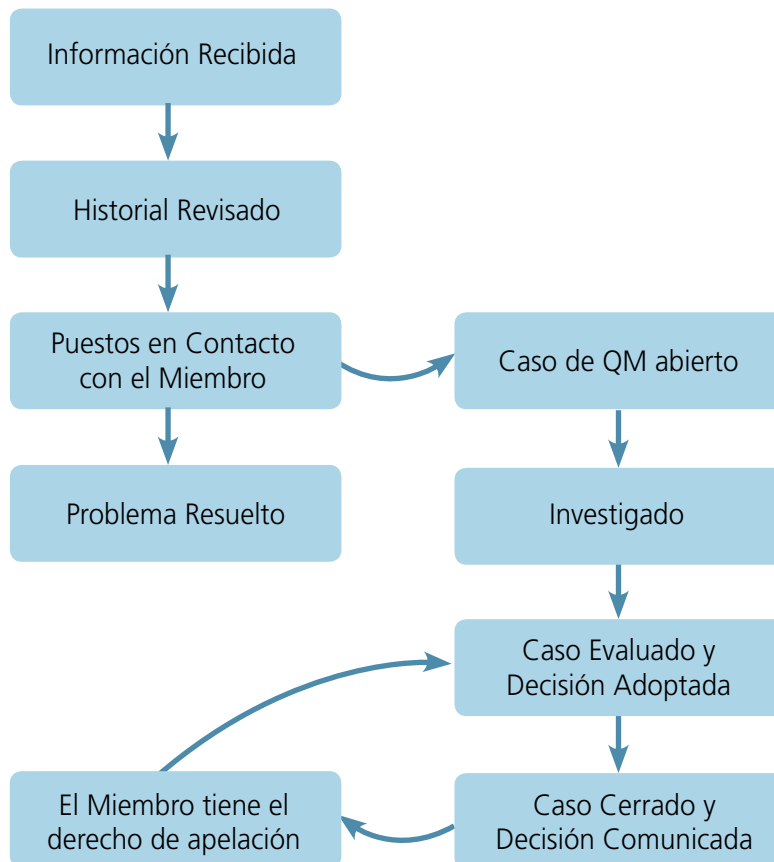 Información Recibida
Historial Revisado
Puestos en Contacto
con el Miembro
Caso de QM abierto
Problema Resuelto
Investigado
Caso Evaluado y
Decisión Adoptada
El Miembro tiene el
derecho de apelación
Caso Cerrado y
Decisión Comunicada